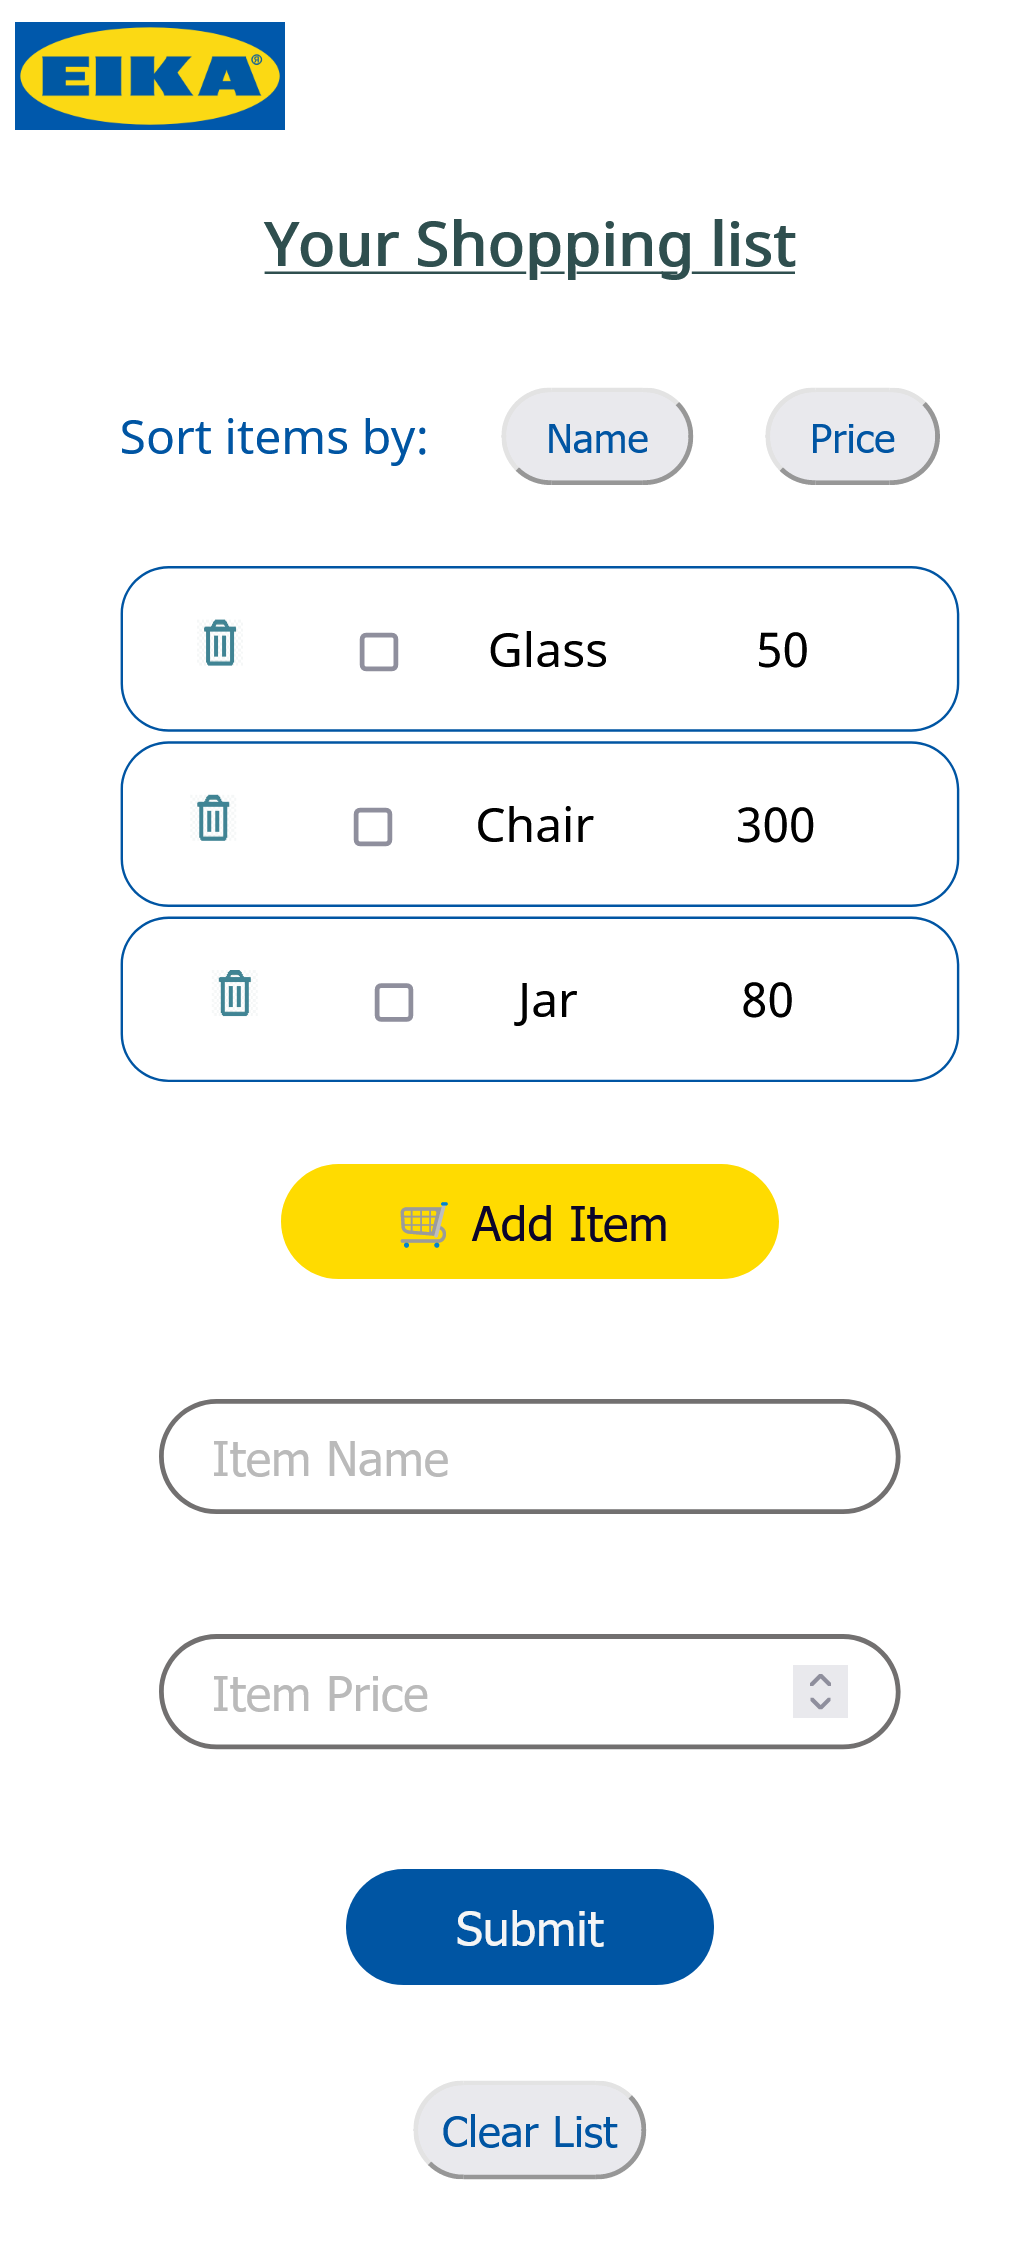 EIKA®
Your Shopping list
Sort items by: Name Price
Glass 50
Chair 300
Jar 80
Add Item
Item Name
Item Price
Submit
Clear List